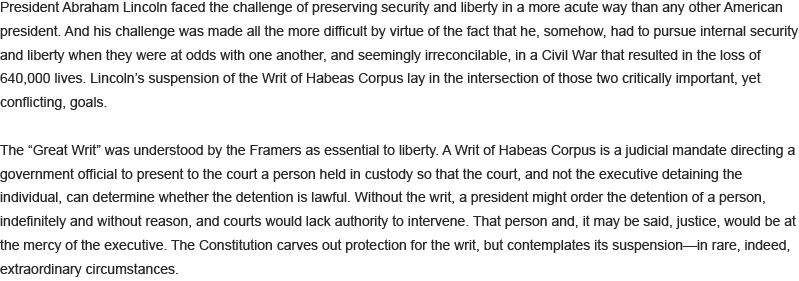 President Abraham Lincoln faced the challenge of preserving security and liberty in a more acute way than any other American
president. And his challenge was made all the more difficult by virtue of the fact that he, somehow, had to pursue internal security
and liberty when they were at odds with one another, and seemingly irreconcilable, in a Civil War that resulted in the loss of
640,000 lives. Lincoln’s suspension of the Writ of Habeas Corpus lay in the intersection of those two critically important, yet
conflicting, goals.
The “Great Writ” was understood by the Framers as essential to liberty. A Writ of Habeas Corpus is a judicial mandate directing a
government official to present to the court a person held in custody so that the court, and not the executive detaining the
individual, can determine whether the detention is lawful. Without the writ, a president might order the detention of a person,
indefinitely and without reason, and courts would lack authority to intervene. That person and, it may be said, justice, would be at
the mercy of the executive. The Constitution carves out protection for the writ, but contemplates its suspension—in rare, indeed,
extraordinary circumstances.